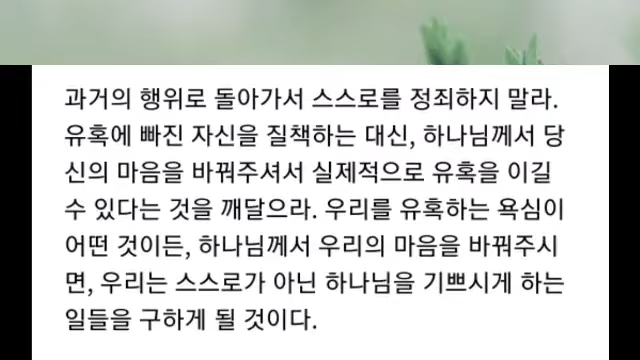 과거의 행위로 돌아가서 스스로를 정죄하지 말라.
유혹에 빠진 자신을 질책하는 대신, 하나님께서 당
신의 마음을 바꿔주셔서 실제적으로 유혹을 이길
수 있다는 것을 깨달으라. 우리를 유혹하는 욕심이
어떤 것이든, 하나님께서 우리의 마음을 바꿔주시
면, 우리는 스스로가 아닌 하나님을 기쁘시게 하는
일들을 구하게 될 것이다.